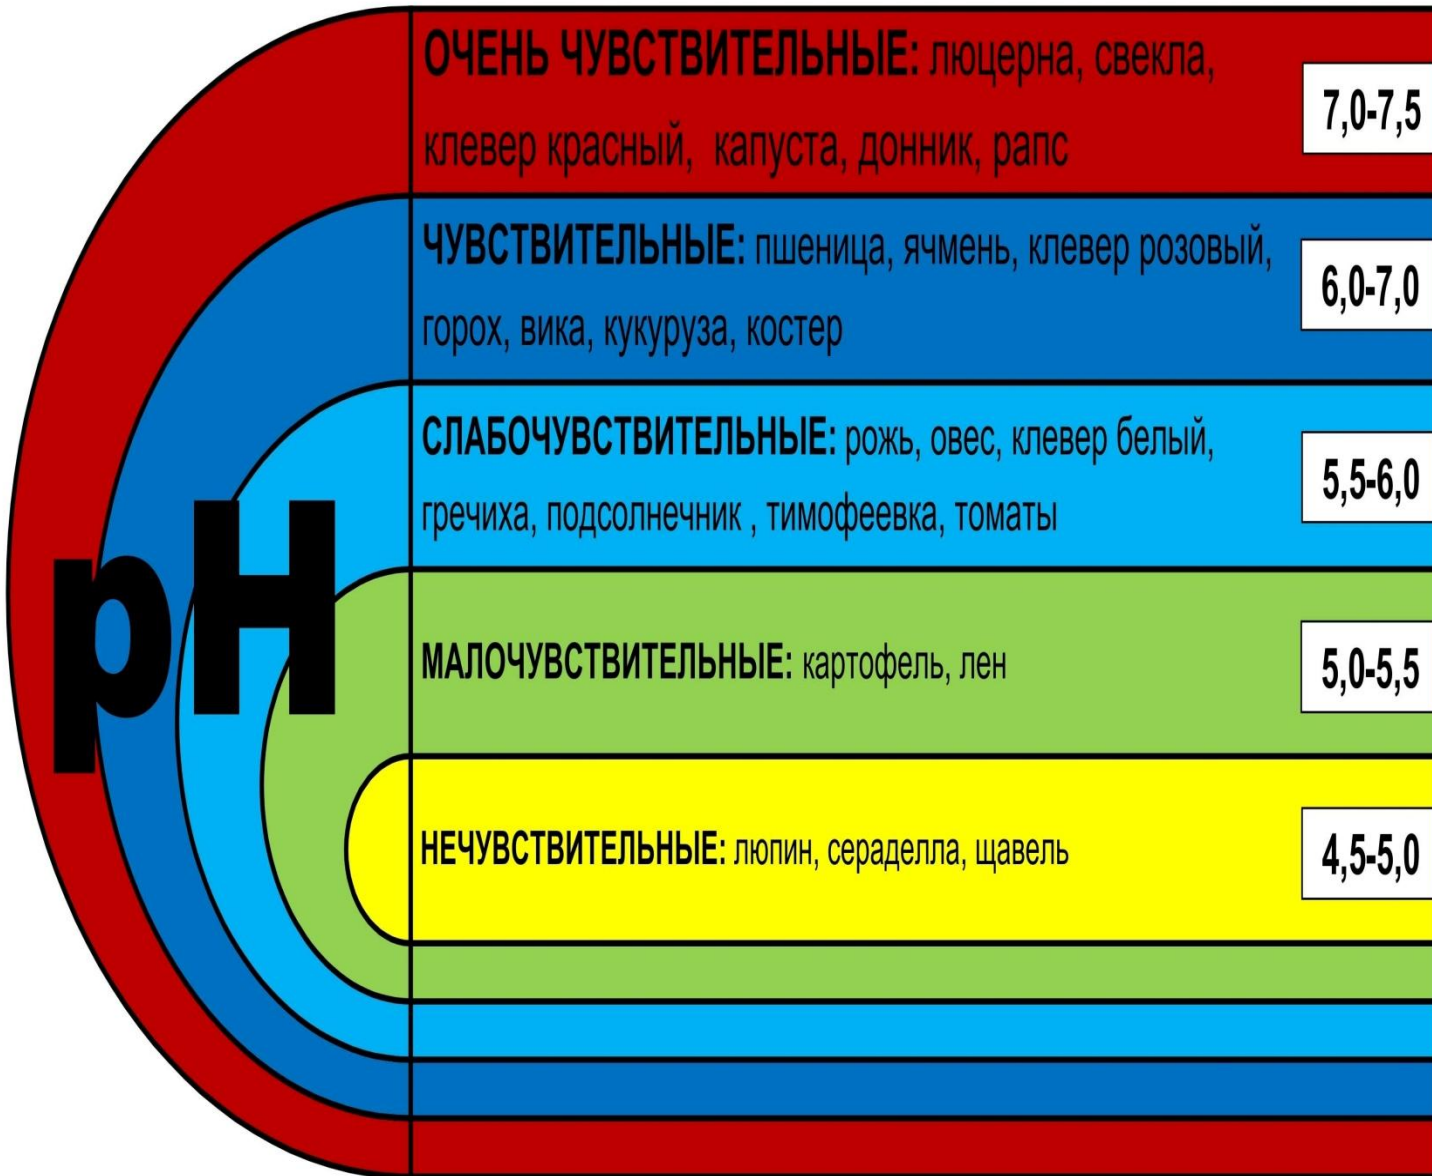 ОЧЕНЬ ЧУВСТВИТЕЛЬНЫЕ: люцерна, свекла,
клевер красный, капуста, донник, рапс
7,0-7,5
ЧУВСТВИТЕЛЬНЫЕ: пшеница, ячмень, клевер розовый,
горох, вика, кукуруза, костер
6,0-7,0
СЛАБОЧУВСТВИТЕЛЬНЫЕ: рожь, овес, клевер белый,
гречиха, подсолнечник , тимофеевка, томаты
5,5-6,0
pH
МАЛОЧУВСТВИТЕЛЬНЫЕ: картофель, лен
5,0-5,5
НЕЧУВСТВИТЕЛЬНЫЕ: люпин, сераделла, щавель
4,5-5,0